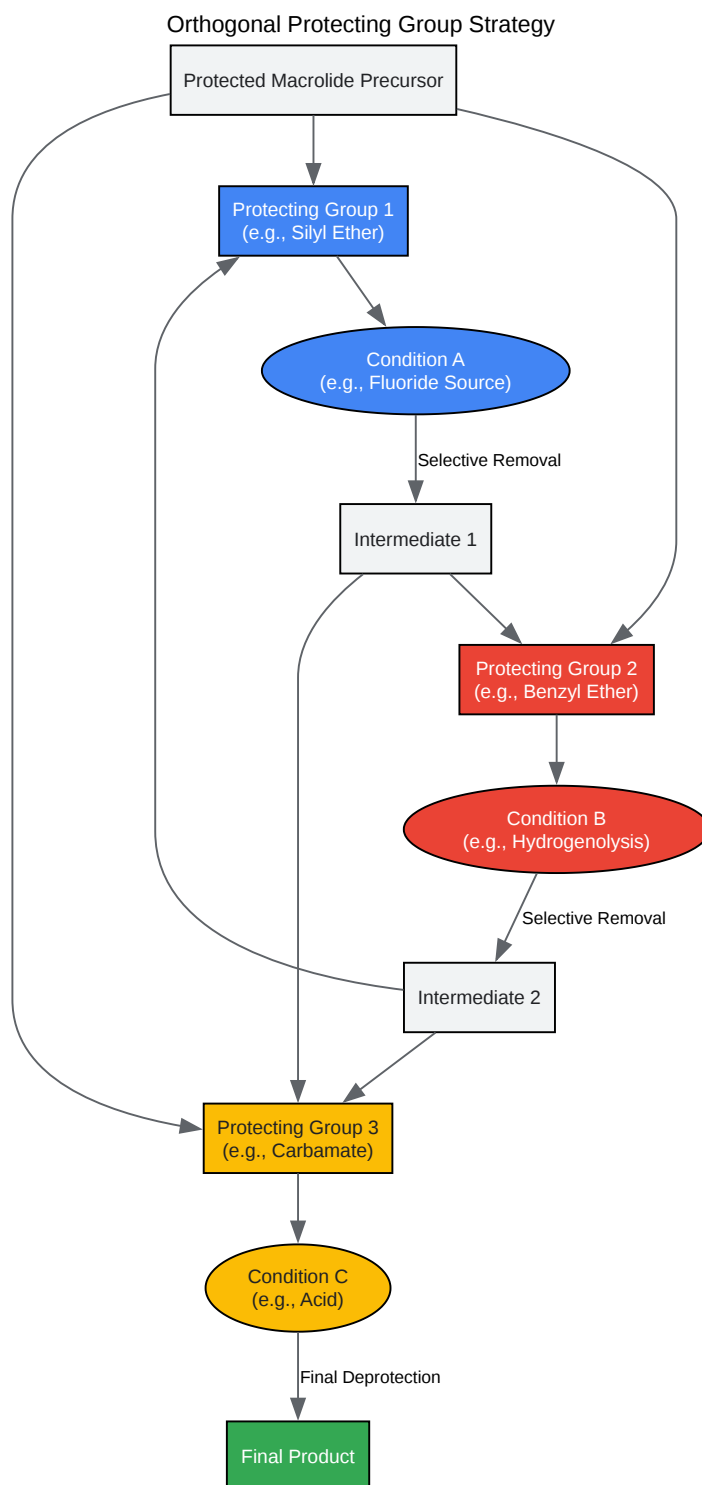 Orthogonal Protecting Group Strategy
Protected Macrolide Precursor
Protecting Group 1
(e.g., Silyl Ether)
Condition A
(e.g., Fluoride Source)
Selective Removal
Intermediate 1
Protecting Group 2
(e.g., Benzyl Ether)
Condition B
(e.g., Hydrogenolysis)
Selective Removal
Intermediate 2
Protecting Group 3
(e.g., Carbamate)
Condition C
(e.g., Acid)
Final Deprotection
Final Product